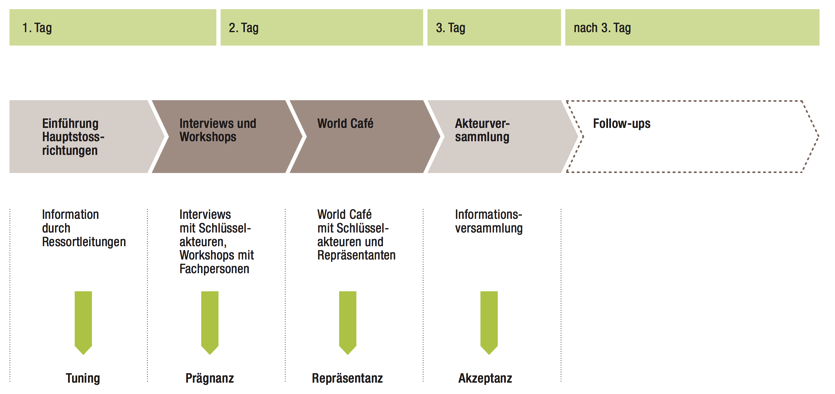 1. Tag
2. Tag
3. Tag
nach 3. Tag
Einführung
Hauptstoss-
richtungen
Interviews und
Workshops
World Café
Akteurver-
sammlung
Follow-ups
Information
durch
Ressortleitungen
Interviews
mit Schlüssel-
akteuren,
Workshops mit
Fachpersonen
World Café
mit Schlüssel-
akteuren und
Repräsentanten
Informations-
versammlung
Tuning
Prägnanz
Repräsentanz
Akzeptanz